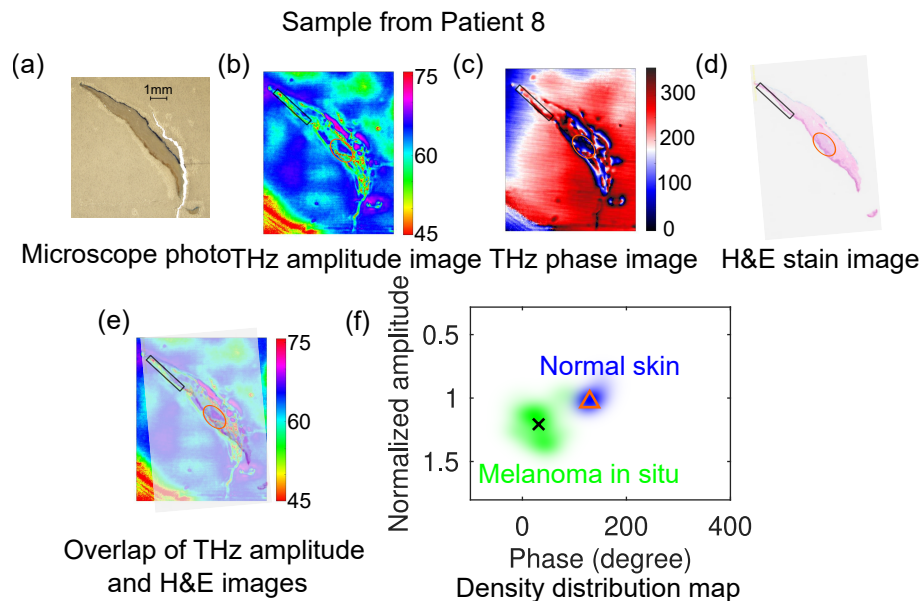 Sample from Patient 8
(a)
1mm
Microscope photo
(b)
75
60
45
THz amplitude image
(c)
300
200
100
0
THz phase image
(d)
H&E stain image
(e)
75
60
45
Overlap of THz amplitude
and H&E images
(f)
Normalized amplitude
0.5
1
1.5
Normal skin
Melanoma in situ
0
200
400
Phase (degree)
Density distribution map